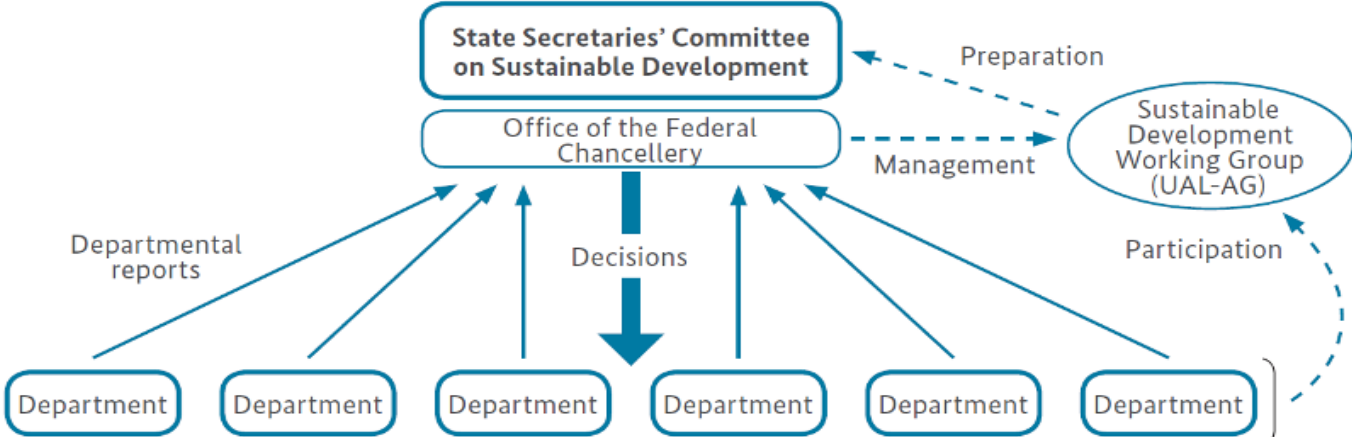 State Secretaries’ Committee
on Sustainable Development
Preparation
Office of the Federal
Chancellery
Management
Sustainable
Development
Working Group
(UAL-AG)
Departmental
reports
Decisions
Participation
Department
Department
Department
Department
Department
Department